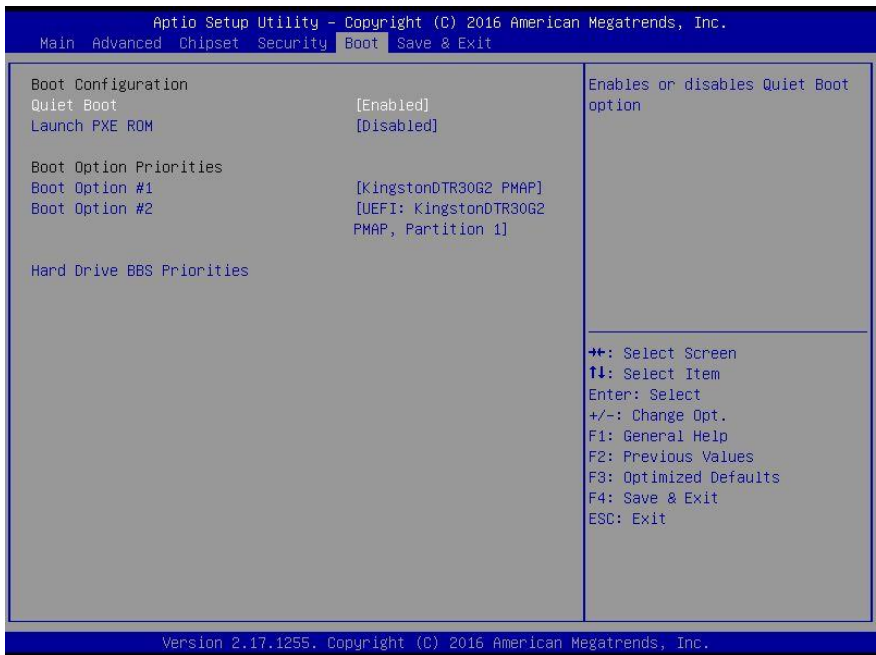 Aptio Setup Utility – Copyright (C) 2016 American Megatrends, Inc.
Main Advanced Chipset Security Boot Save & Exit
Boot Configuration
Quiet Boot [Enabled]
Launch PXE ROM [Disabled]
Boot Option Priorities
Boot Option #1 [KingstonDTR30G2 PMAP]
Boot Option #2 [UEFI: KingstonDTR30G2
PMAP, Partition 1]
Hard Drive BBS Priorities
Enables or disables Quiet Boot
option
→←: Select Screen
↑↓: Select Item
Enter: Select
+/-: Change Opt.
F1: General Help
F2: Previous Values
F3: Optimized Defaults
F4: Save & Exit
ESC: Exit
Version 2.17.1255. Copyright (C) 2016 American Megatrends, Inc.